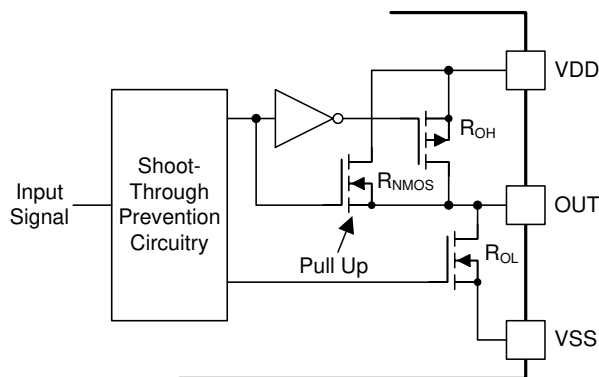 VDD
ROH
Shoot-
Through
Prevention
Circuitry
Input
Signal
RNMOS
OUT
Pull Up
ROL
VSS